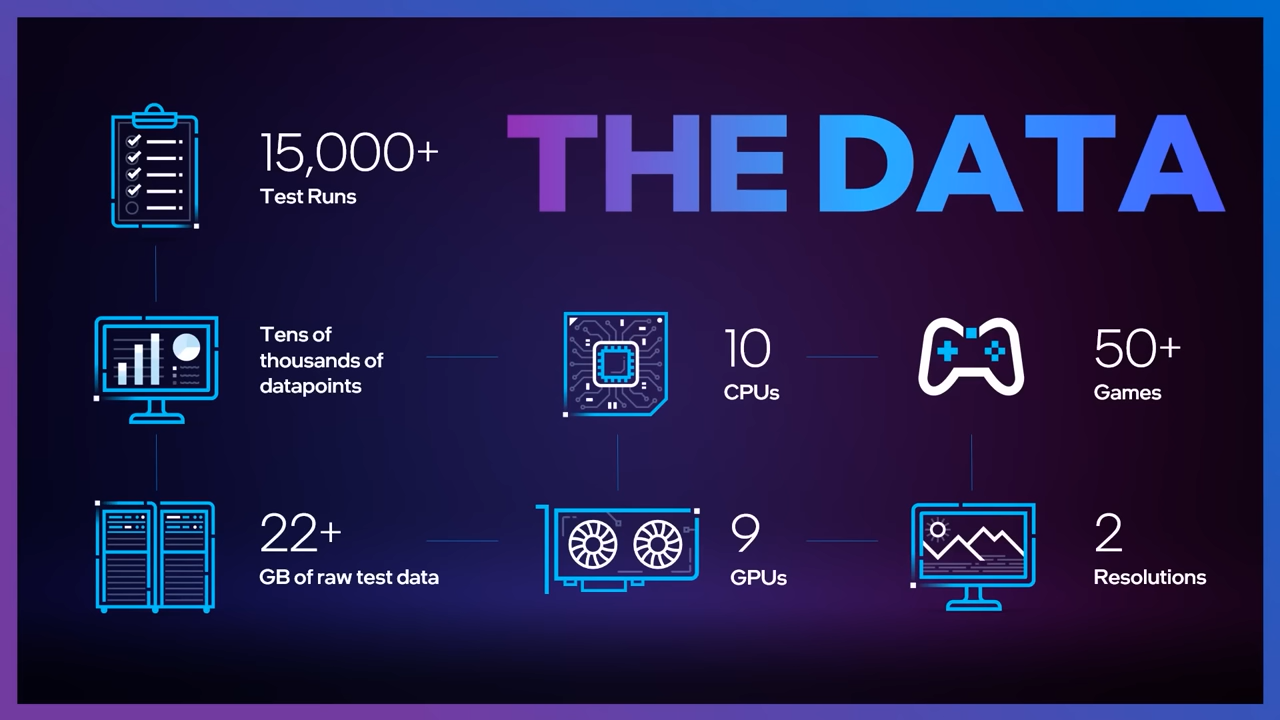 THE DATA
15,000+
Test Runs
Tens of
thousands of
datapoints
10
CPUs
50+
Games
22+
GB of raw test data
9
GPUs
2
Resolutions